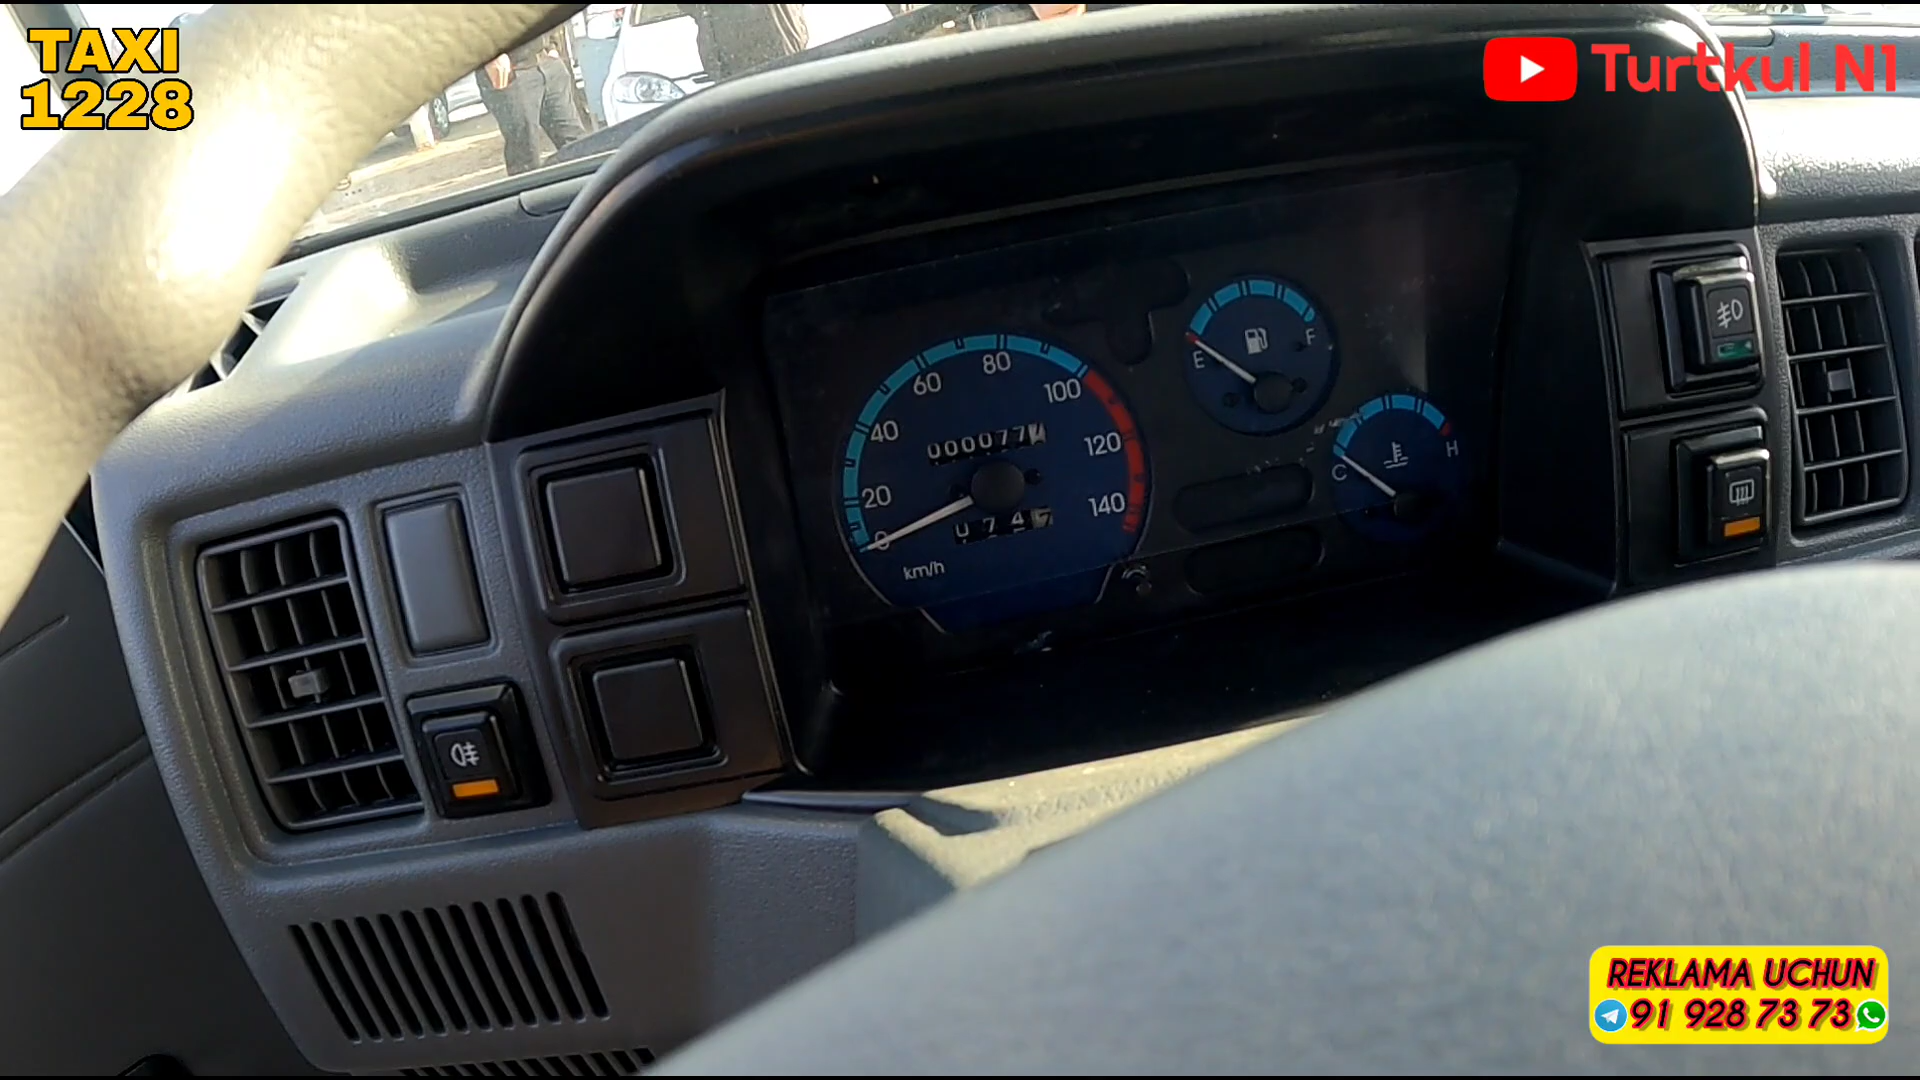 TAXI
1228
Turtkul N1
E
F
80
60
100
40
000077
120
C
H
20
140
0
km/h
REKLAMA UCHUN
91 928 73 73